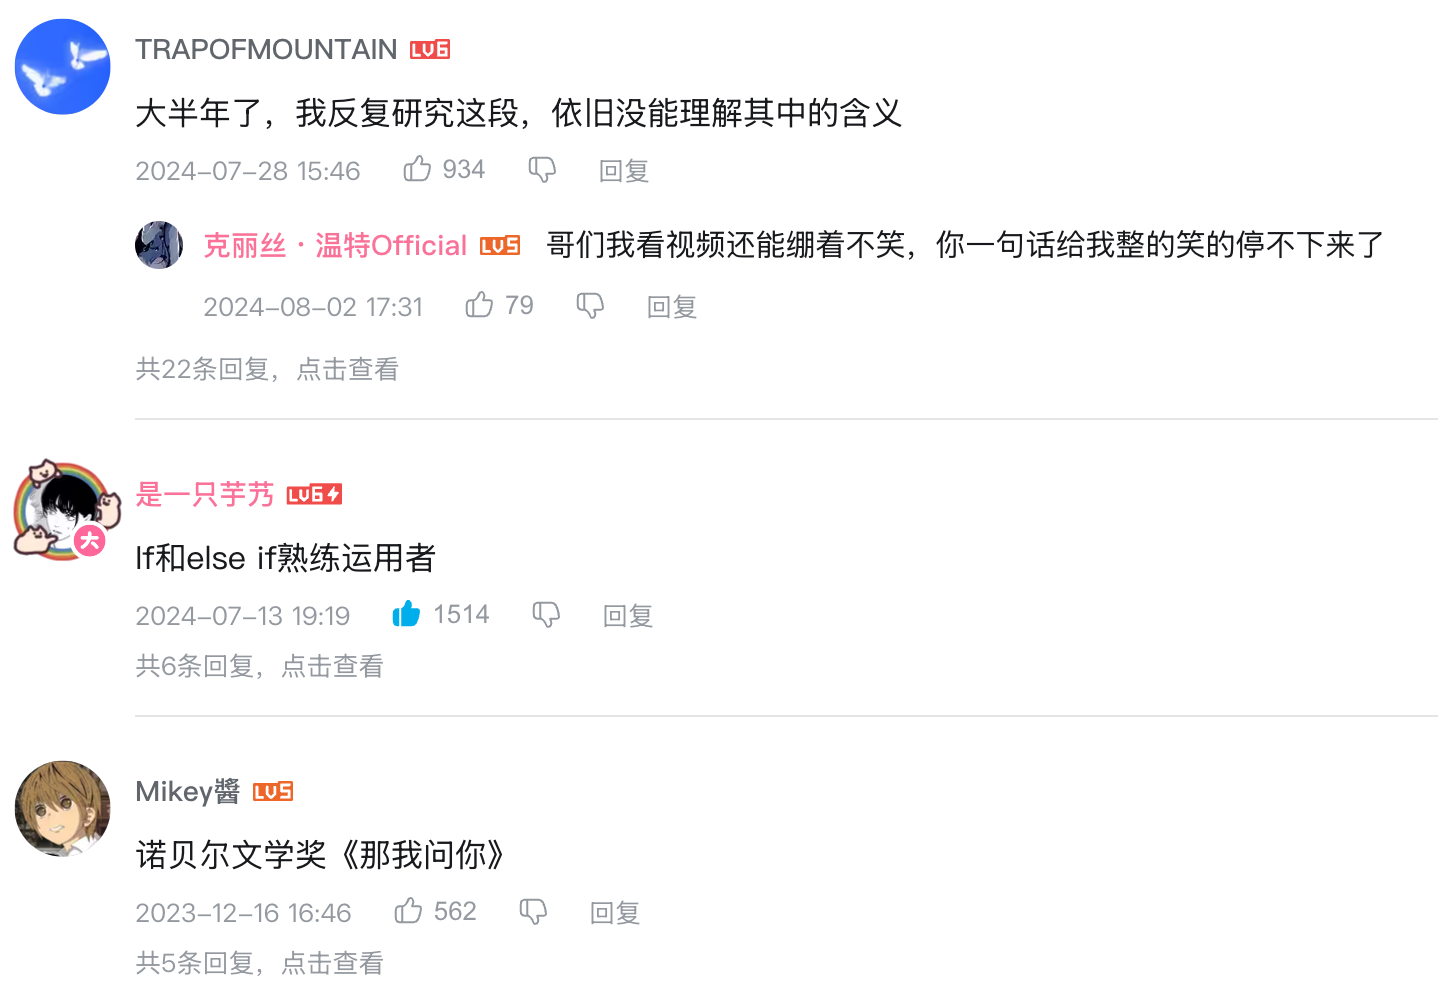 TRAPOFMOUNTAIN LV6
大半年了，我反复研究这段，依旧没能理解其中的含义
2024-07-28 15:46 934 回复
克丽丝·温特Official LV5 哥们我看视频还能绷着不笑，你一句话给我整的笑的停不下来了
2024-08-02 17:31 79 回复
共22条回复，点击查看
是一只芋艿 LV6
大
If和else if熟练运用者
2024-07-13 19:19 1514 回复
共6条回复，点击查看
Mikey醬 LV5
诺贝尔文学奖《那我问你》
2023-12-16 16:46 562 回复
共5条回复，点击查看